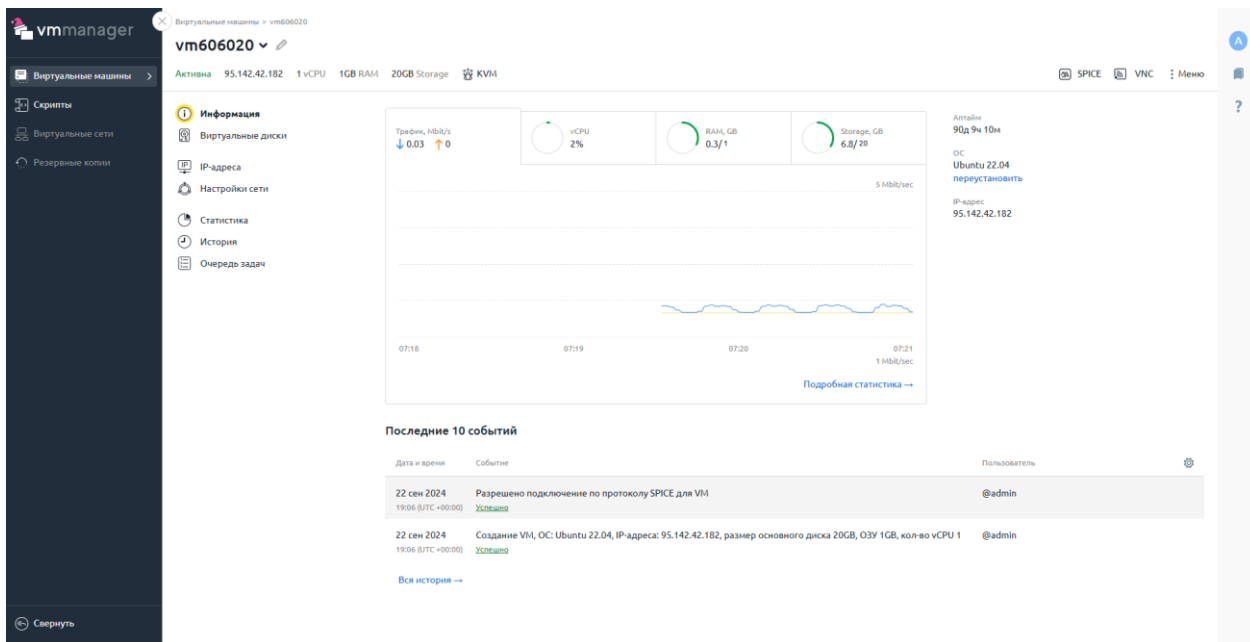 vmmanager
Виртуальные машины
Скрипты
Виртуальные сети
Резервные копии
Свернуть
Виртуальные машины > vm606020
vm606020
Активна 95.142.42.182 1 vCPU 1GB RAM 20GB Storage KVM
SPICE VNC Меню
Информация
Виртуальные диски
IP-адреса
Настройки сети
Статистика
История
Очередь задач
Трафик, Mbit/s
↓ 0.03 ↑ 0
vCPU
2%
RAM, GB
0.3/1
Storage, GB
6.8/20
5 Mbit/sec
07:18 07:19 07:20 07:21
1 Mbit/sec
Подробная статистика →
Аптайм
90д 9ч 10м
ОС
Ubuntu 22.04
переустановить
IP-адрес
95.142.42.182
A
?
Последние 10 событий
Дата и время Событие Пользователь
22 сен 2024 Разрешено подключение по протоколу SPICE для VM @admin
19:06 (UTC +00:00) Успешно
22 сен 2024 Создание VM, ОС: Ubuntu 22.04, IP-адреса: 95.142.42.182, размер основного диска 20GB, ОЗУ 1GB, кол-во vCPU 1 @admin
19:06 (UTC +00:00) Успешно
Вся история →